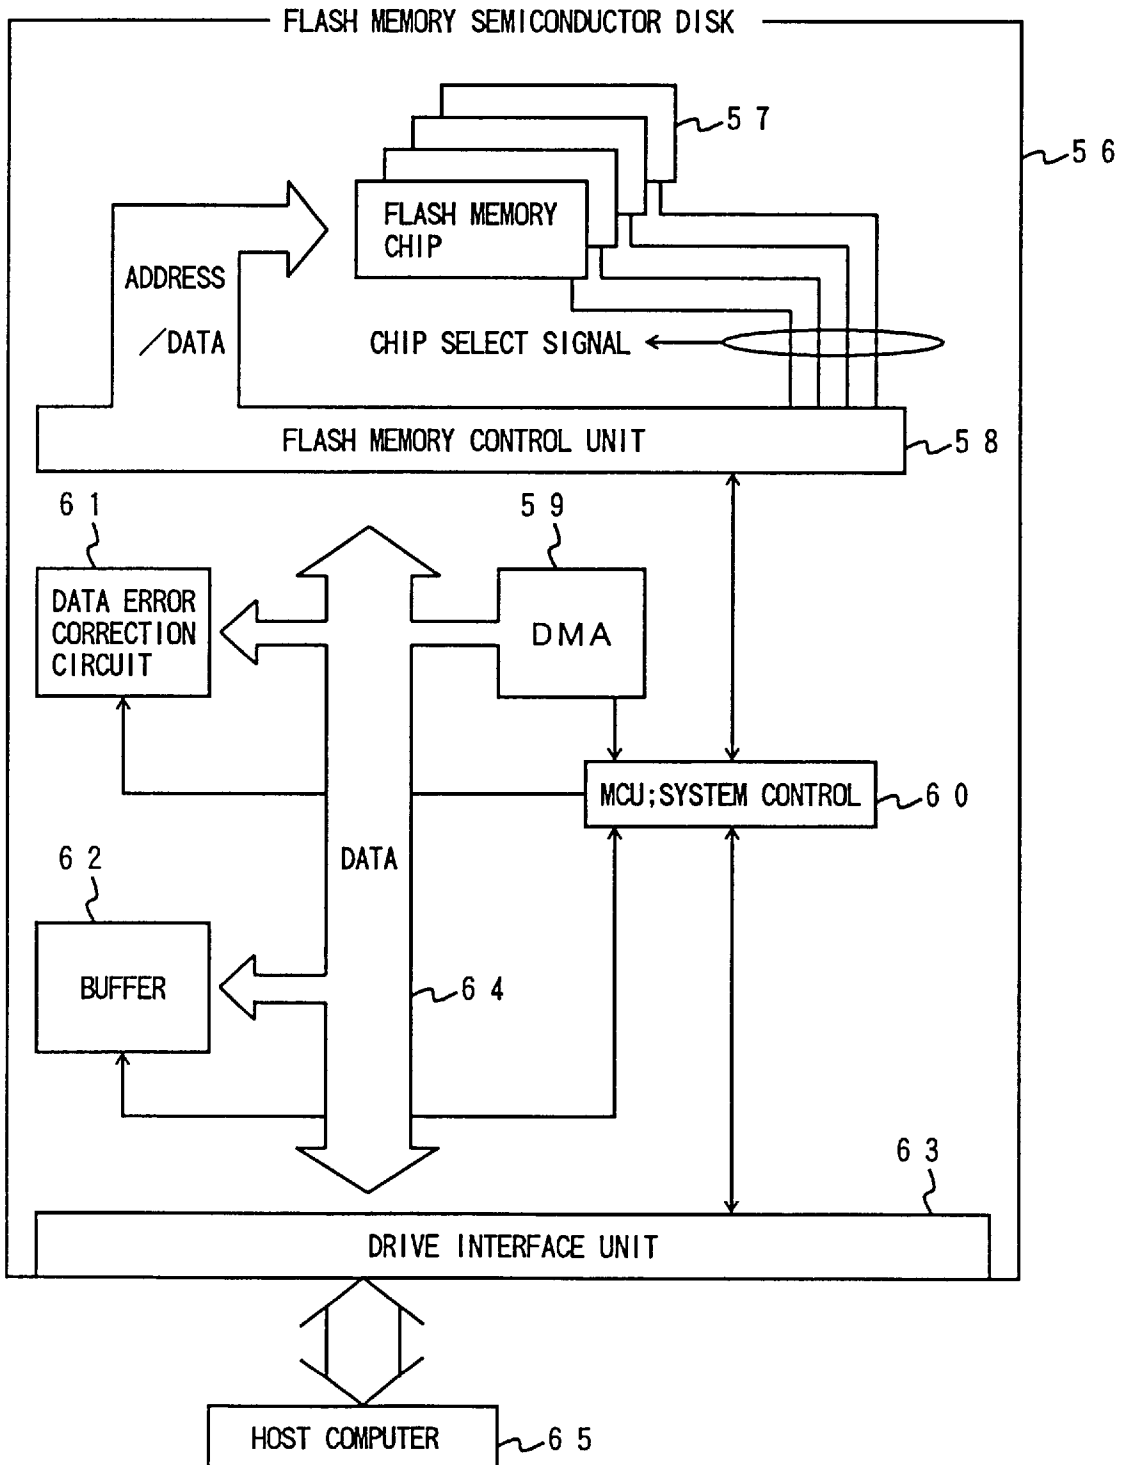 FLASH MEMORY SEMICONDUCTOR DISK
57
56
FLASH MEMORY
CHIP
ADDRESS
/DATA
CHIP SELECT SIGNAL
FLASH MEMORY CONTROL UNIT
58
61
59
DATA ERROR
CORRECTION
CIRCUIT
DMA
MCU;SYSTEM CONTROL
60
62
DATA
BUFFER
64
63
DRIVE INTERFACE UNIT
HOST COMPUTER
65